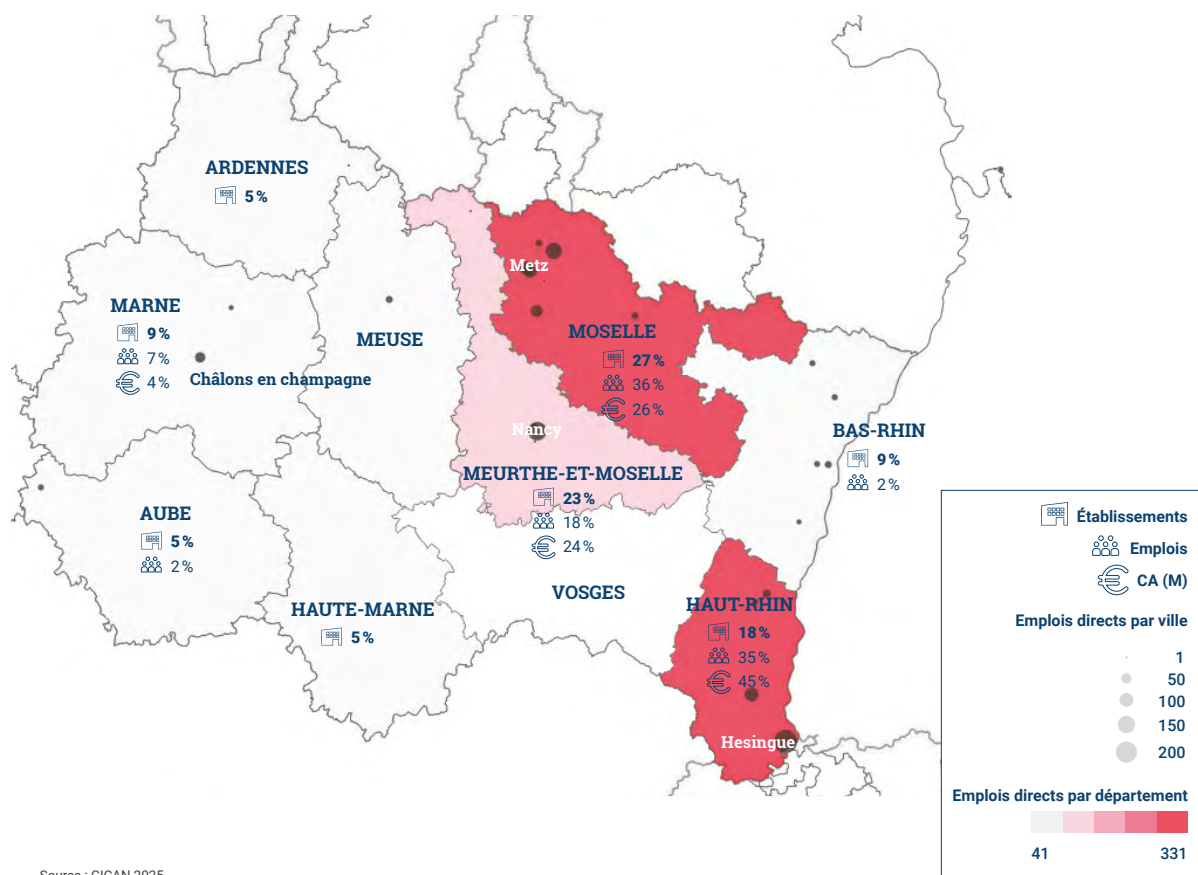 ARDENNES
5 %
MARNE
9 %
7 %
4 %
Châlons en champagne
MEUSE
Metz
MOSELLE
27 %
36 %
26 %
Nancy
MEURTHE-ET-MOSELLE
23 %
18 %
24 %
BAS-RHIN
9 %
2 %
AUBE
5 %
2 %
HAUTE-MARNE
5 %
VOSGES
HAUT-RHIN
18 %
35 %
45 %
Hesingue
Établissements
Emplois
CA (M)
Emplois directs par ville
1
50
100
150
200
Emplois directs par département
41 331
Source : GICAN 2025